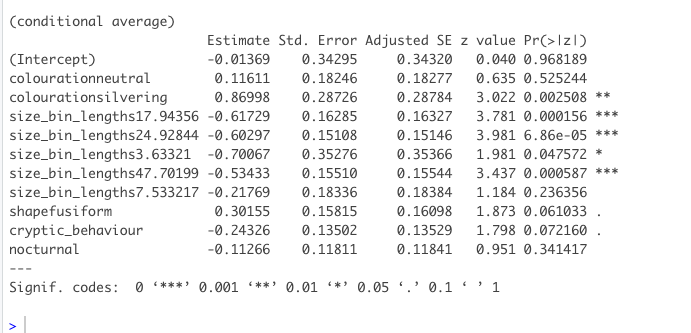 (conditional average)
Estimate Std. Error Adjusted SE z value Pr(>|z|)
(Intercept) -0.01369 0.34295 0.34320 0.040 0.968189
colourationneutral 0.11611 0.18246 0.18277 0.635 0.525244
colourationsilvering 0.86998 0.28726 0.28784 3.022 0.002508 **
size_bin_lengths17.94356 -0.61729 0.16285 0.16327 3.781 0.000156 ***
size_bin_lengths24.92844 -0.60297 0.15108 0.15146 3.981 6.86e-05 ***
size_bin_lengths3.63321 -0.70067 0.35276 0.35366 1.981 0.047572 *
size_bin_lengths47.70199 -0.53433 0.15510 0.15544 3.437 0.000587 ***
size_bin_lengths7.533217 -0.21769 0.18336 0.18384 1.184 0.236356
shapefusiform 0.30155 0.15815 0.16098 1.873 0.061033 .
cryptic_behaviour -0.24326 0.13502 0.13529 1.798 0.072160 .
nocturnal -0.11266 0.11811 0.11841 0.951 0.341417
---
Signif. codes: 0 ‘***’ 0.001 ‘**’ 0.01 ‘*’ 0.05 ‘.’ 0.1 ‘ ’ 1
>